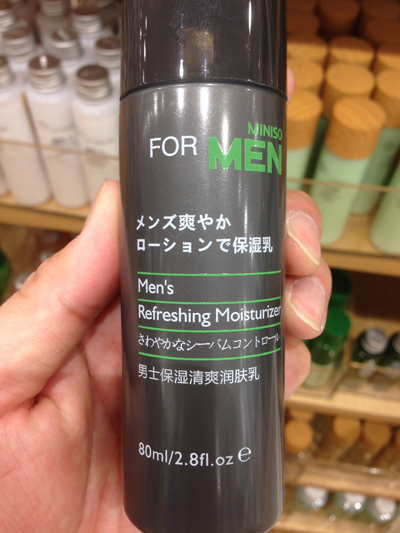 MINISO
FOR MEN
メンズ爽やか
ローションで保湿乳
Men's
Refreshing Moisturizer
さわやかなシーバムコントロール
男士保湿清爽润肤乳
80ml/2.8fl.oz℮